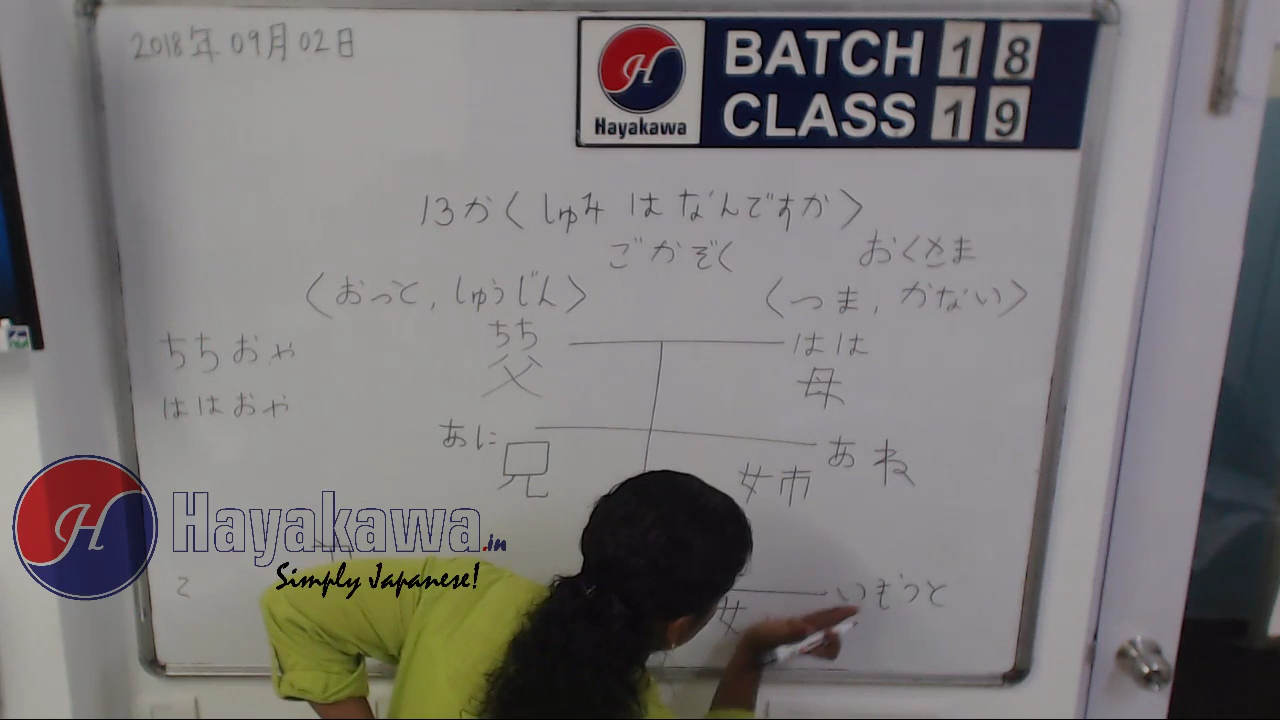 2018年09月02日
H
Hayakawa
BATCH 18
CLASS 19
13か〈しゅみ は なんですか〉
ごかぞく
おくさま
〈おっと,しゅうじん〉
〈つま,かない〉
ちちおや
ちち
はは
父
母
ははおや
あに
兄
あね
姉
H
Hayakawa.in
Simply Japanese!
と
女
いもうと